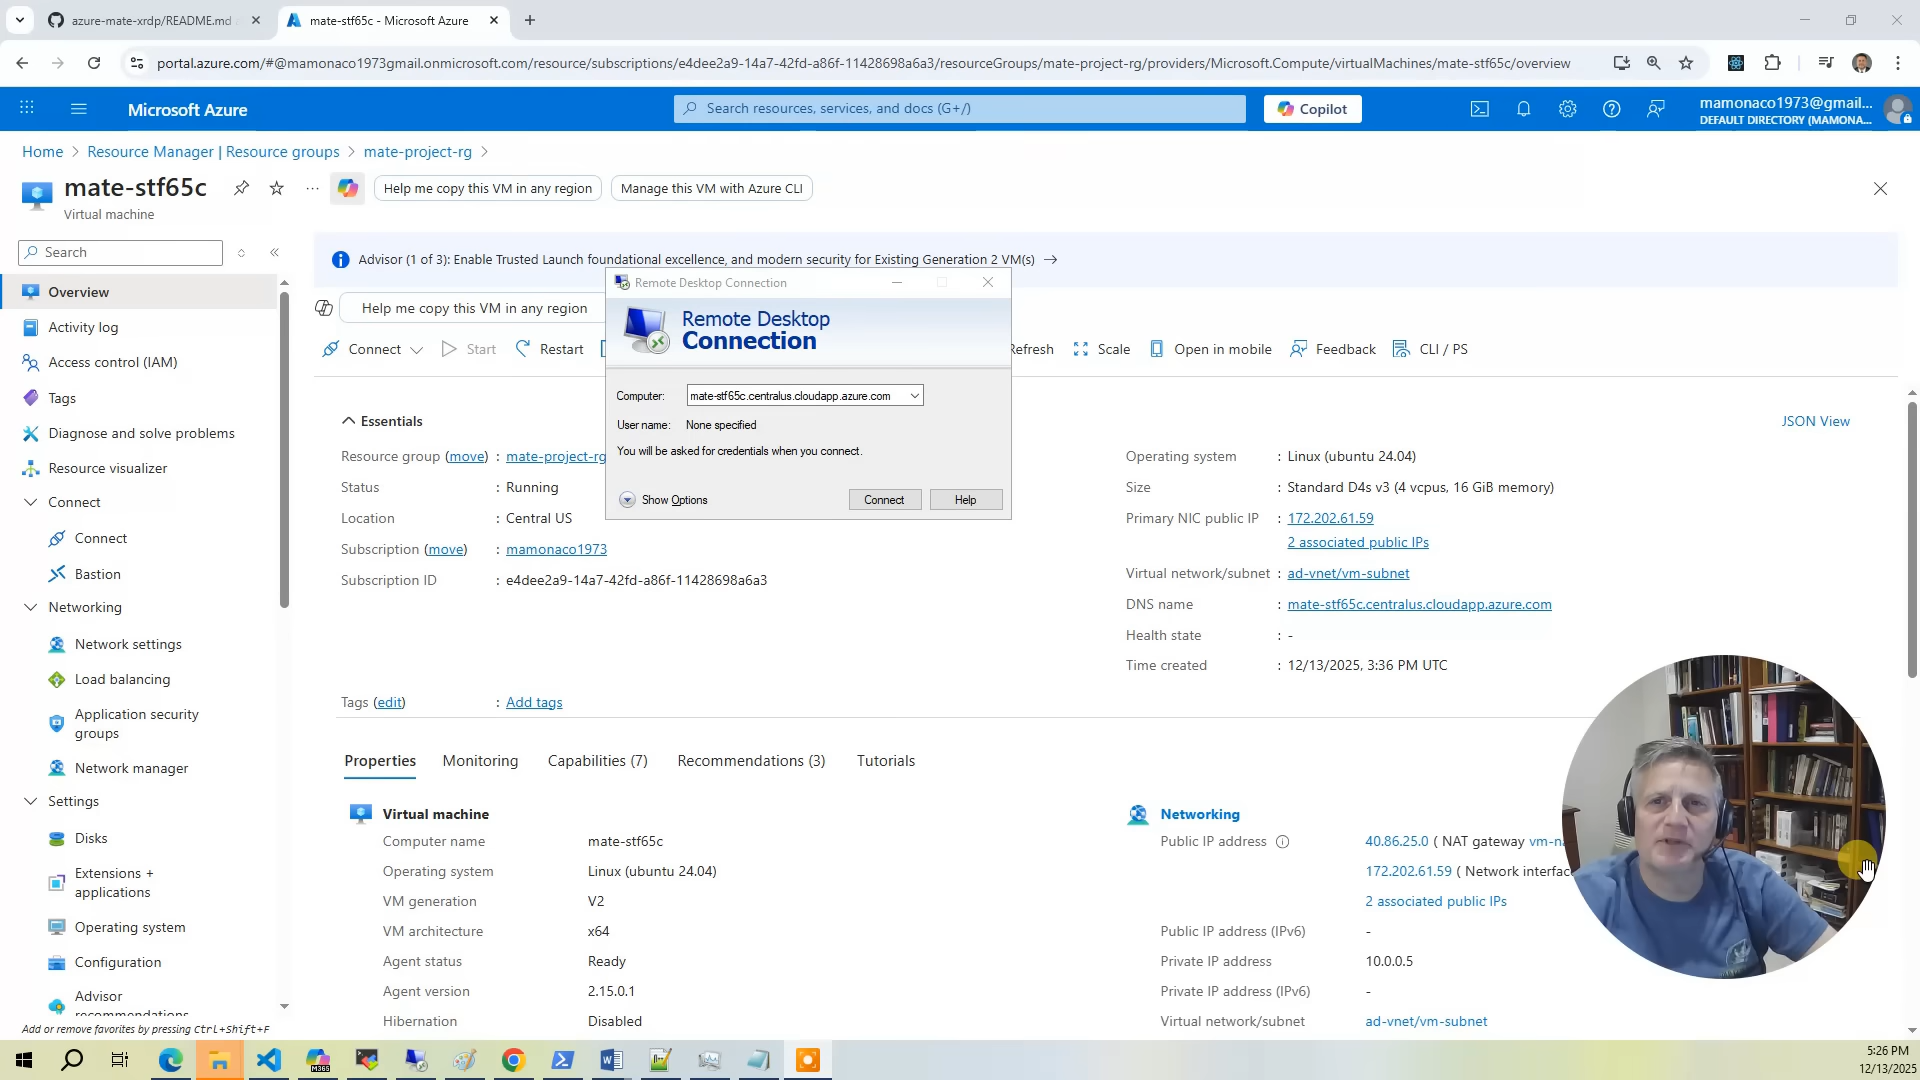 azure-mate-xrdp/README.md
mate-stf65c - Microsoft Azure
portal.azure.com/#@mamonaco1973gmail.onmicrosoft.com/resource/subscriptions/e4dee2a9-14a7-42fd-a86f-11428698a6a3/resourceGroups/mate-project-rg/providers/Microsoft.Compute/virtualMachines/mate-stf65c/overview
Microsoft Azure
Search resources, services, and docs (G+/)
Copilot
mamonaco1973@gmail...
DEFAULT DIRECTORY (MAMONA...
Home > Resource Manager | Resource groups > mate-project-rg >
mate-stf65c
Virtual machine
Help me copy this VM in any region
Manage this VM with Azure CLI
Search
Overview
Activity log
Access control (IAM)
Tags
Diagnose and solve problems
Resource visualizer
Connect
Connect
Bastion
Networking
Network settings
Load balancing
Application security
groups
Network manager
Settings
Disks
Extensions +
applications
Operating system
Configuration
Advisor
recommendations
Add or remove favorites by pressing Ctrl+Shift+F
Advisor (1 of 3): Enable Trusted Launch foundational excellence, and modern security for Existing Generation 2 VM(s) →
Help me copy this VM in any region
Connect
Start
Restart
Refresh
Scale
Open in mobile
Feedback
CLI / PS
Remote Desktop Connection
Remote Desktop
Connection
Computer: mate-stf65c.centralus.cloudapp.azure.com
User name: None specified
You will be asked for credentials when you connect.
Show Options
Connect
Help
Essentials
JSON View
Resource group (move) : mate-project-rg
Status : Running
Location : Central US
Subscription (move) : mamonaco1973
Subscription ID : e4dee2a9-14a7-42fd-a86f-11428698a6a3
Operating system : Linux (ubuntu 24.04)
Size : Standard D4s v3 (4 vcpus, 16 GiB memory)
Primary NIC public IP : 172.202.61.59
2 associated public IPs
Virtual network/subnet : ad-vnet/vm-subnet
DNS name : mate-stf65c.centralus.cloudapp.azure.com
Health state : -
Time created : 12/13/2025, 3:36 PM UTC
Tags (edit) : Add tags
Properties
Monitoring
Capabilities (7)
Recommendations (3)
Tutorials
Virtual machine
Computer name mate-stf65c
Operating system Linux (ubuntu 24.04)
VM generation V2
VM architecture x64
Agent status Ready
Agent version 2.15.0.1
Hibernation Disabled
Networking
Public IP address 40.86.25.0 ( NAT gateway
172.202.61.59 ( Network interface
2 associated public IPs
Public IP address (IPv6) -
Private IP address 10.0.0.5
Private IP address (IPv6) -
Virtual network/subnet ad-vnet/vm-subnet
M365
5:26 PM
12/13/2025